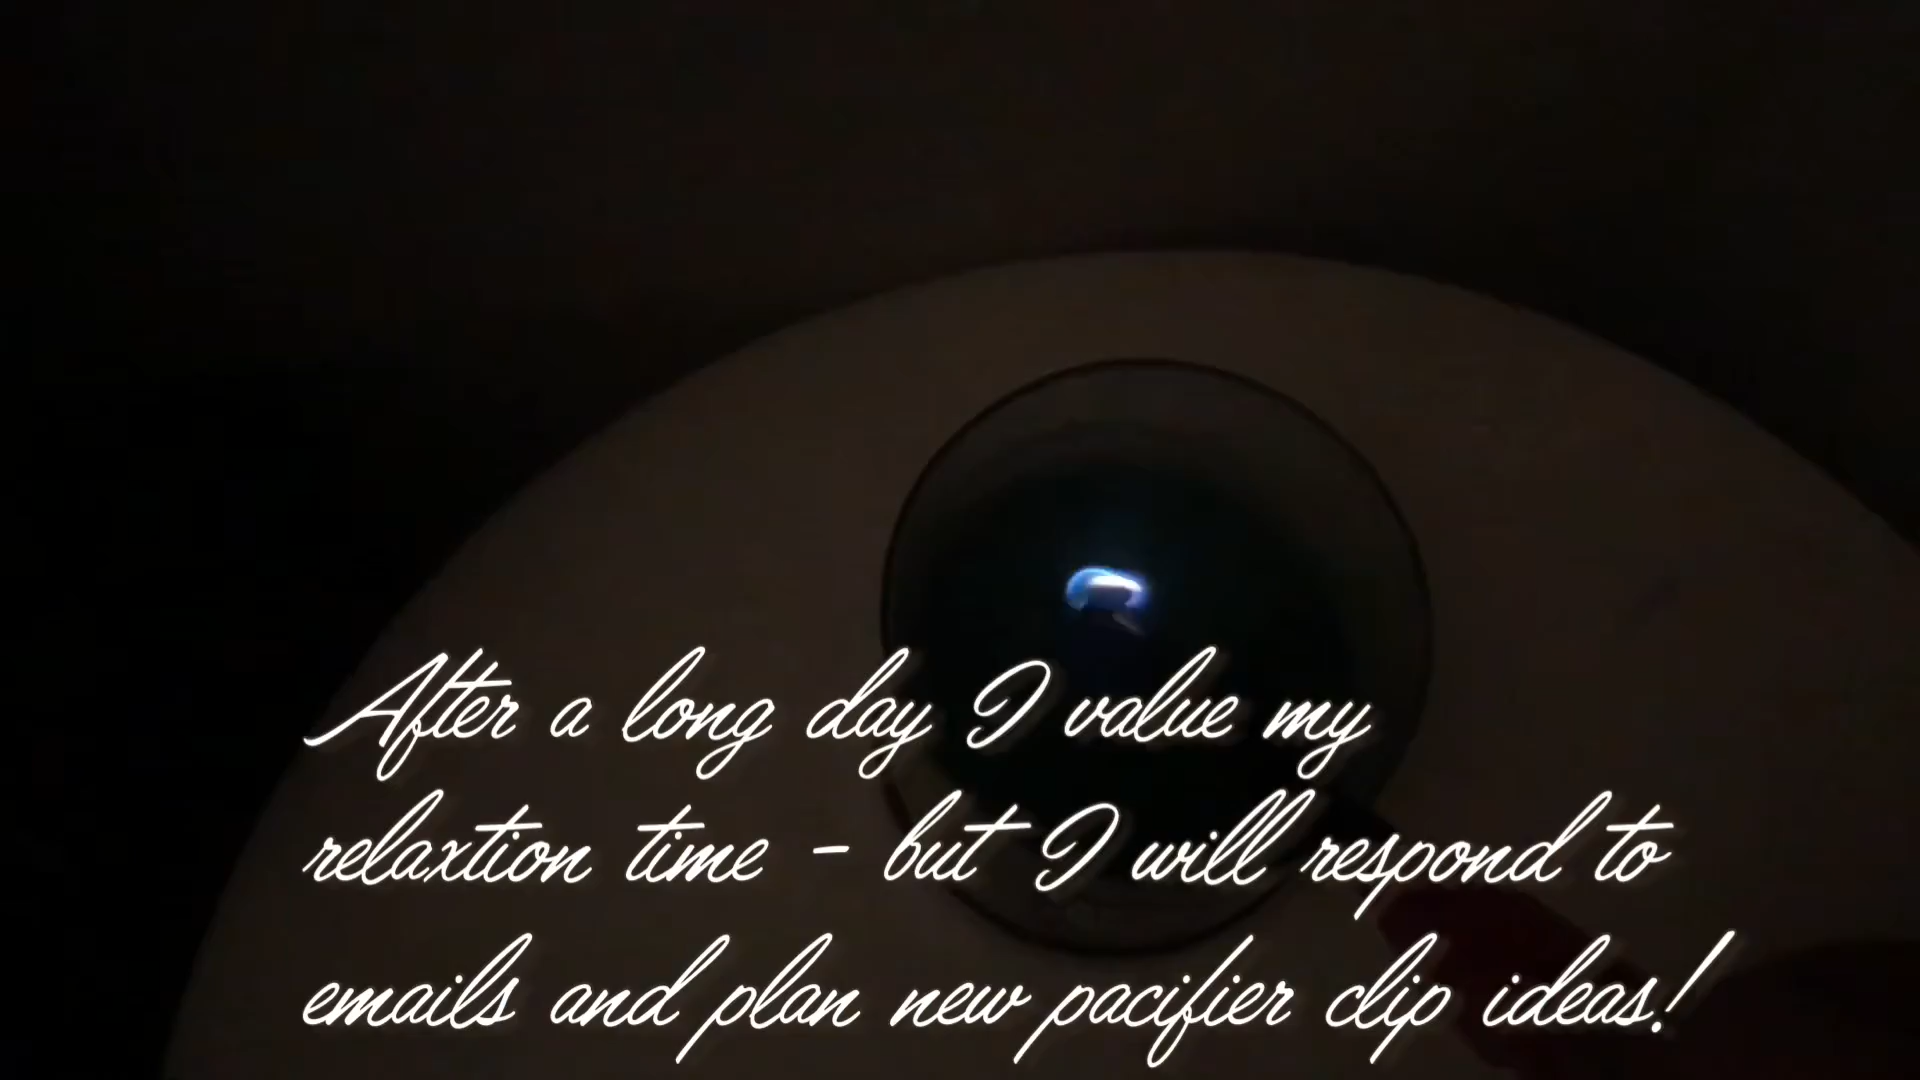 After a long day I value my
relaxtion time - but I will respond to
emails and plan new pacifier clip ideas!